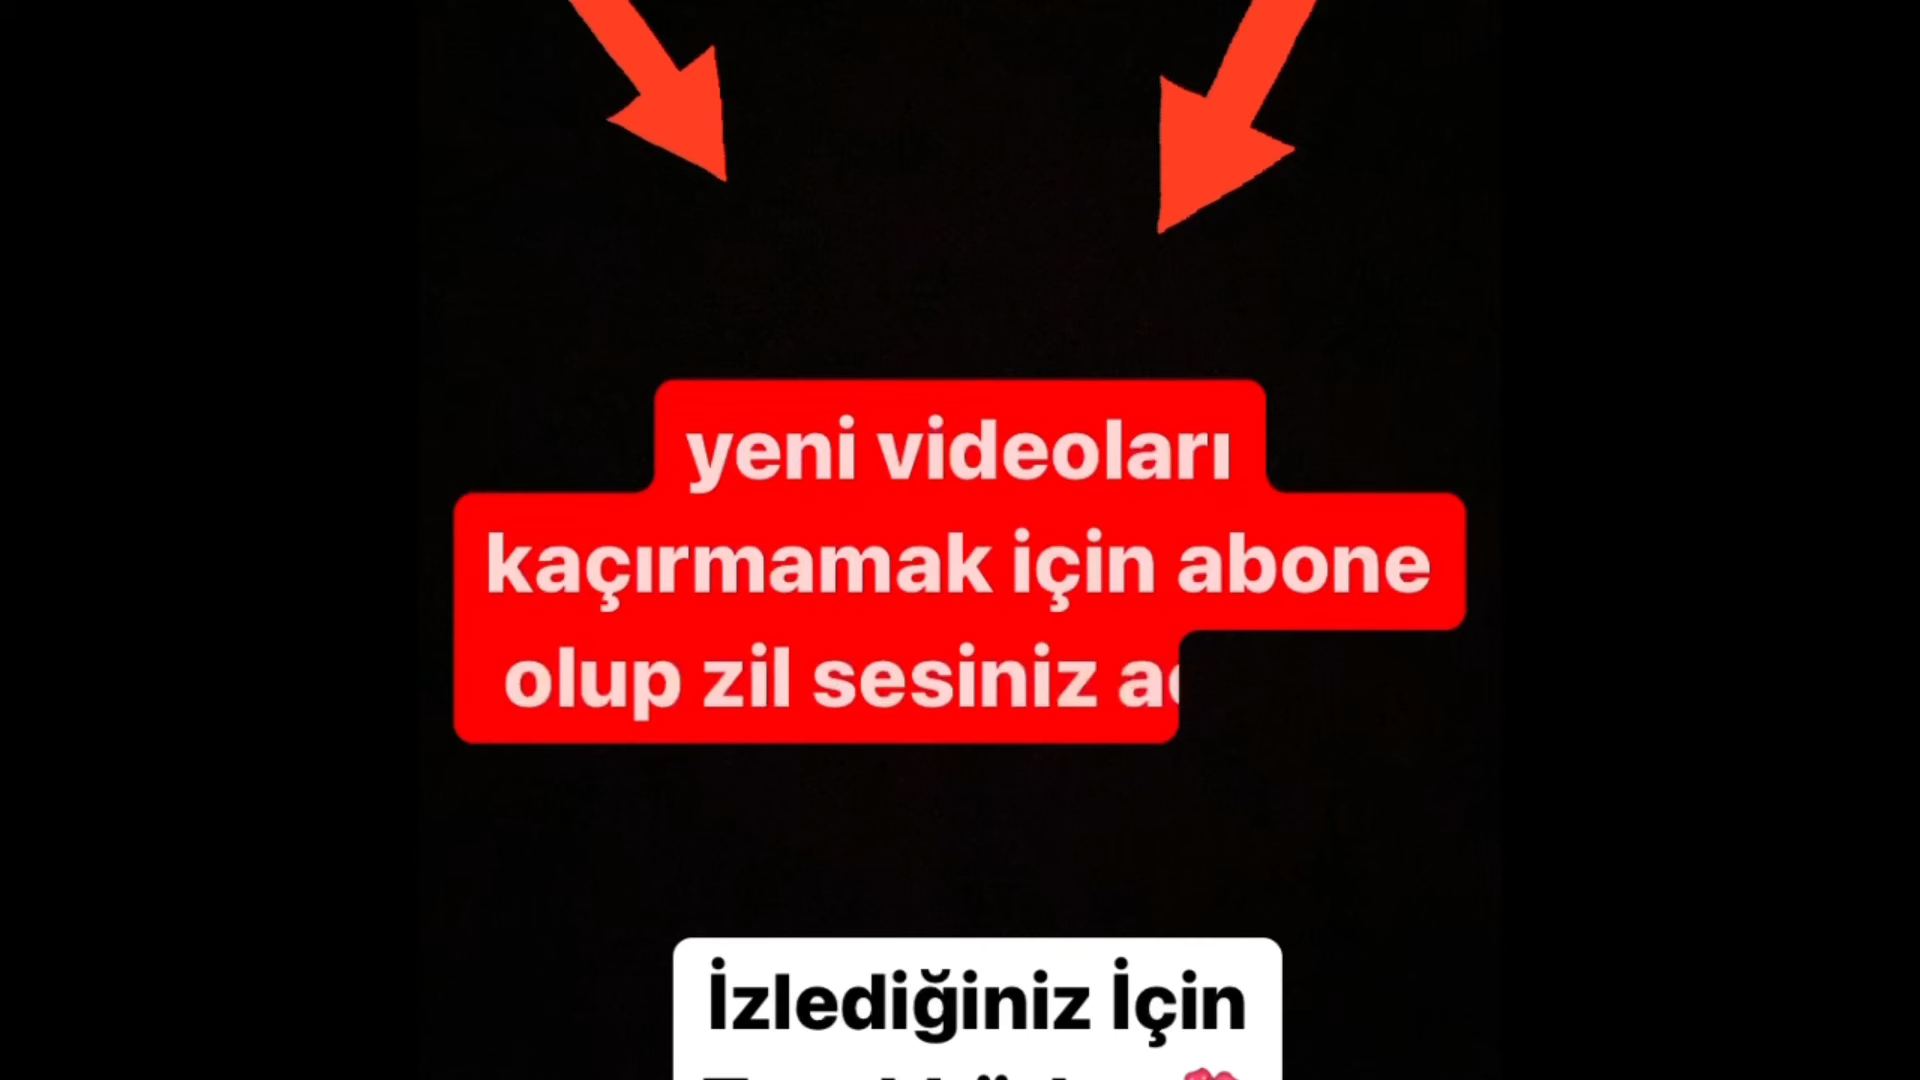 yeni videoları
kaçırmamak için abone
olup zil sesiniz
İzlediğiniz İçin